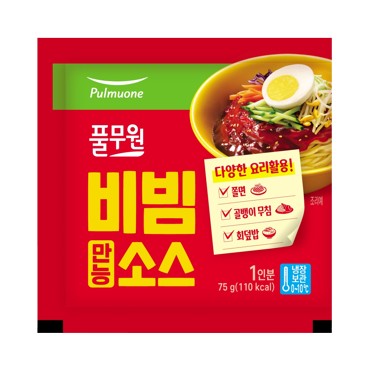 Pulmuone
풀무원
다양한 요리활용!
쫄면
골뱅이무침
회덮밥
비빔
만능
소스
조리예
1인분
75 g(110 kcal)
냉장
보관
0~10℃